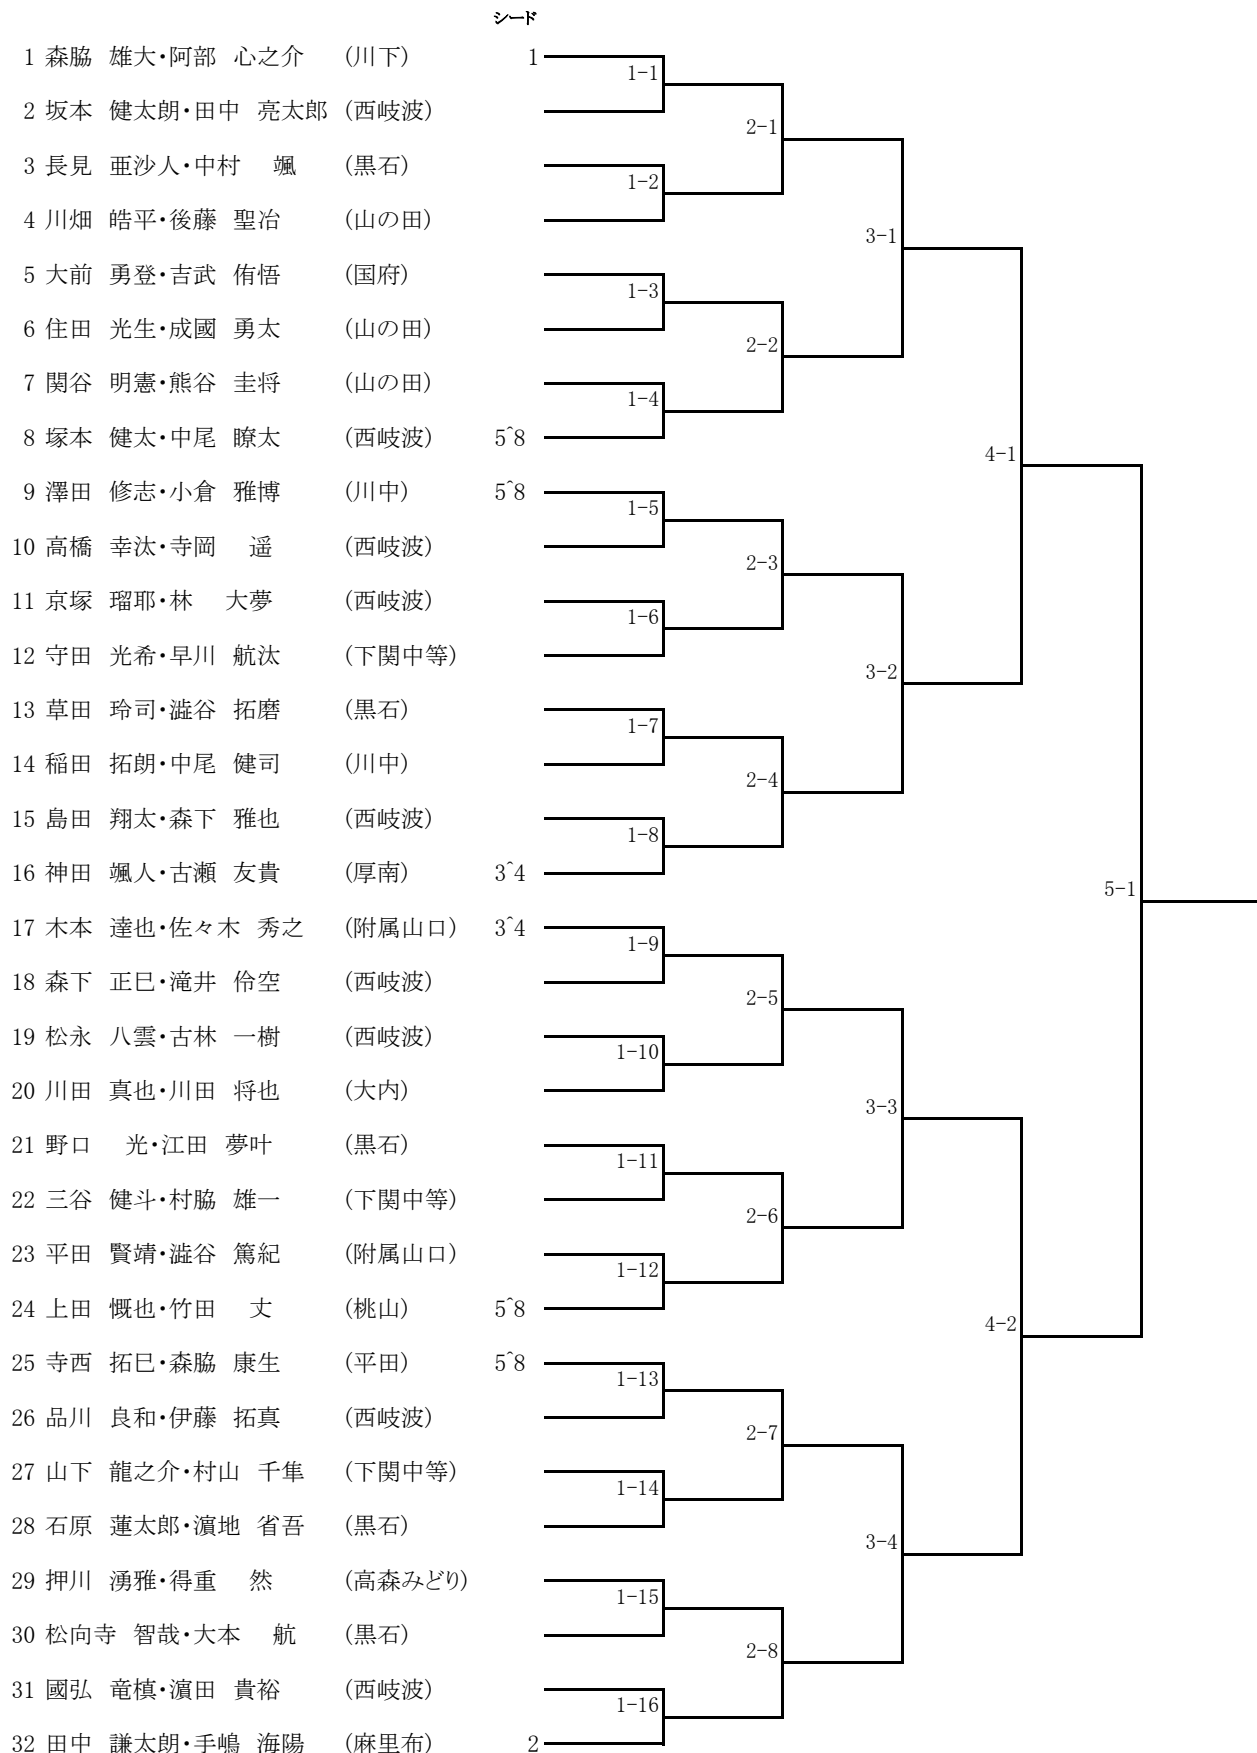 シード
1 森脇 雄大・阿部 心之介 (川下) 1
1-1
2 坂本 健太朗・田中 亮太郎 (西岐波)
2-1
3 長見 亜沙人・中村 颯 (黒石)
1-2
4 川畑 皓平・後藤 聖冶 (山の田)
3-1
5 大前 勇登・吉武 侑悟 (国府)
1-3
6 住田 光生・成國 勇太 (山の田)
2-2
7 関谷 明憲・熊谷 圭将 (山の田)
1-4
8 塚本 健太・中尾 瞭太 (西岐波) 5^8
4-1
9 澤田 修志・小倉 雅博 (川中) 5^8
1-5
10 高橋 幸汰・寺岡 遥 (西岐波)
2-3
11 京塚 瑠耶・林 大夢 (西岐波)
1-6
12 守田 光希・早川 航汰 (下関中等)
3-2
13 草田 玲司・澁谷 拓磨 (黒石)
1-7
14 稲田 拓朗・中尾 健司 (川中)
2-4
15 島田 翔太・森下 雅也 (西岐波)
1-8
16 神田 颯人・古瀬 友貴 (厚南) 3^4
5-1
17 木本 達也・佐々木 秀之 (附属山口) 3^4
1-9
18 森下 正巳・滝井 伶空 (西岐波)
2-5
19 松永 八雲・古林 一樹 (西岐波)
1-10
20 川田 真也・川田 将也 (大内)
3-3
21 野口 光・江田 夢叶 (黒石)
1-11
22 三谷 健斗・村脇 雄一 (下関中等)
2-6
23 平田 賢靖・澁谷 篤紀 (附属山口)
1-12
24 上田 慨也・竹田 丈 (桃山) 5^8
4-2
25 寺西 拓巳・森脇 康生 (平田) 5^8
1-13
26 品川 良和・伊藤 拓真 (西岐波)
2-7
27 山下 龍之介・村山 千隼 (下関中等)
1-14
28 石原 蓮太郎・濵地 省吾 (黒石)
3-4
29 押川 湧雅・得重 然 (高森みどり)
1-15
30 松向寺 智哉・大本 航 (黒石)
2-8
31 國弘 竜槙・濵田 貴裕 (西岐波)
1-16
32 田中 謙太朗・手嶋 海陽 (麻里布) 2